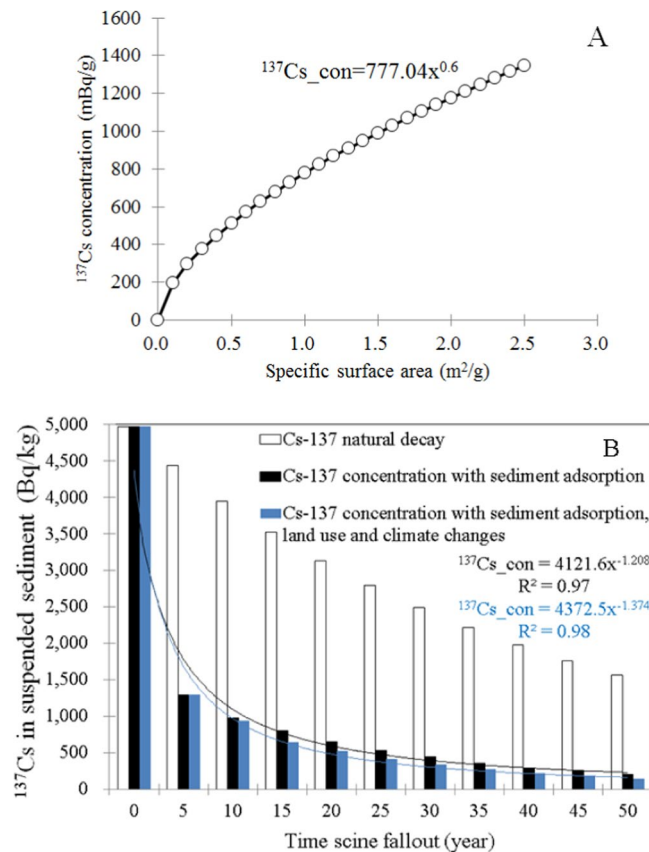 A
1600
1400
1200
1000
800
600
400
200
0
¹³⁷Cs concentration (mBq/g)
¹³⁷Cs_con=777.04x⁰·⁶
0.0 0.5 1.0 1.5 2.0 2.5 3.0
Specific surface area (m²/g)
B
5,000
4,500
4,000
3,500
3,000
2,500
2,000
1,500
1,000
500
0
¹³⁷Cs in suspended sediment (Bq/kg)
Cs-137 natural decay
Cs-137 concentration with sediment adsorption
Cs-137 concentration with sediment adsorption,
land use and climate changes
¹³⁷Cs_con = 4121.6x⁻¹·²⁰⁸
R² = 0.97
¹³⁷Cs_con = 4372.5x⁻¹·³⁷⁴
R² = 0.98
0 5 10 15 20 25 30 35 40 45 50
Time scine fallout (year)